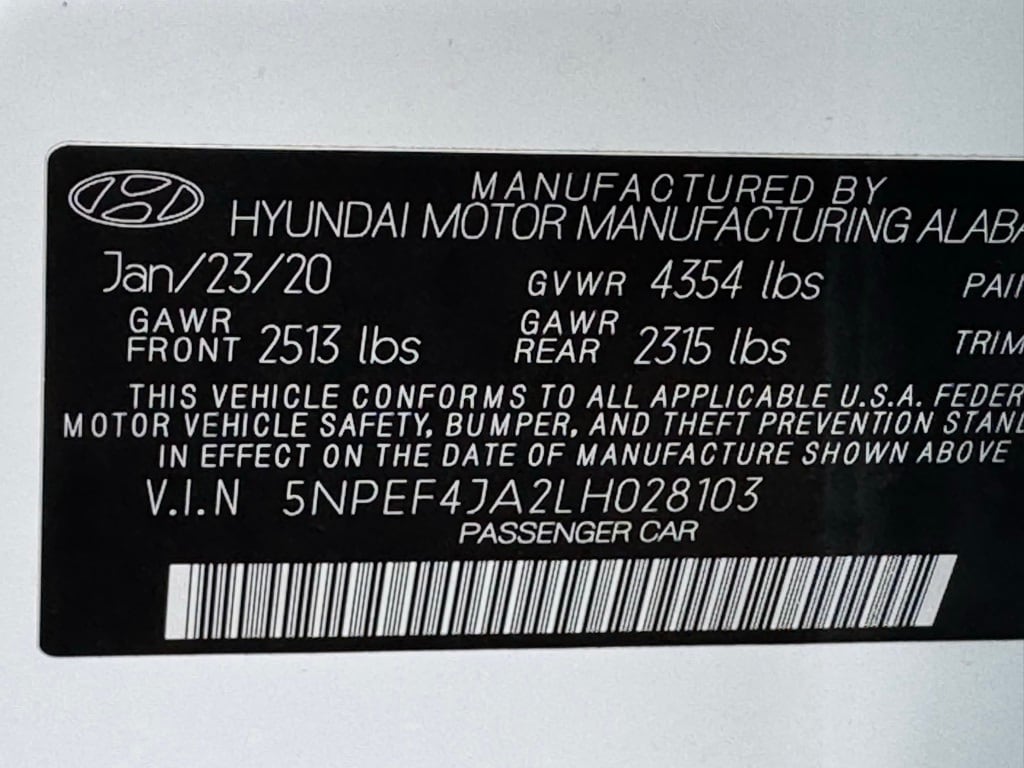 MANUFACTURED BY
HYUNDAI MOTOR MANUFACTURING ALABA
Jan/23/20 GVWR 4354 lbs PAI
GAWR FRONT 2513 lbs GAWR REAR 2315 lbs TRIM
THIS VEHICLE CONFORMS TO ALL APPLICABLE U.S.A. FEDER
MOTOR VEHICLE SAFETY, BUMPER, AND THEFT PREVENTION STAND
IN EFFECT ON THE DATE OF MANUFACTURE SHOWN ABOVE
V.I.N 5NPEF4JA2LH028103
PASSENGER CAR